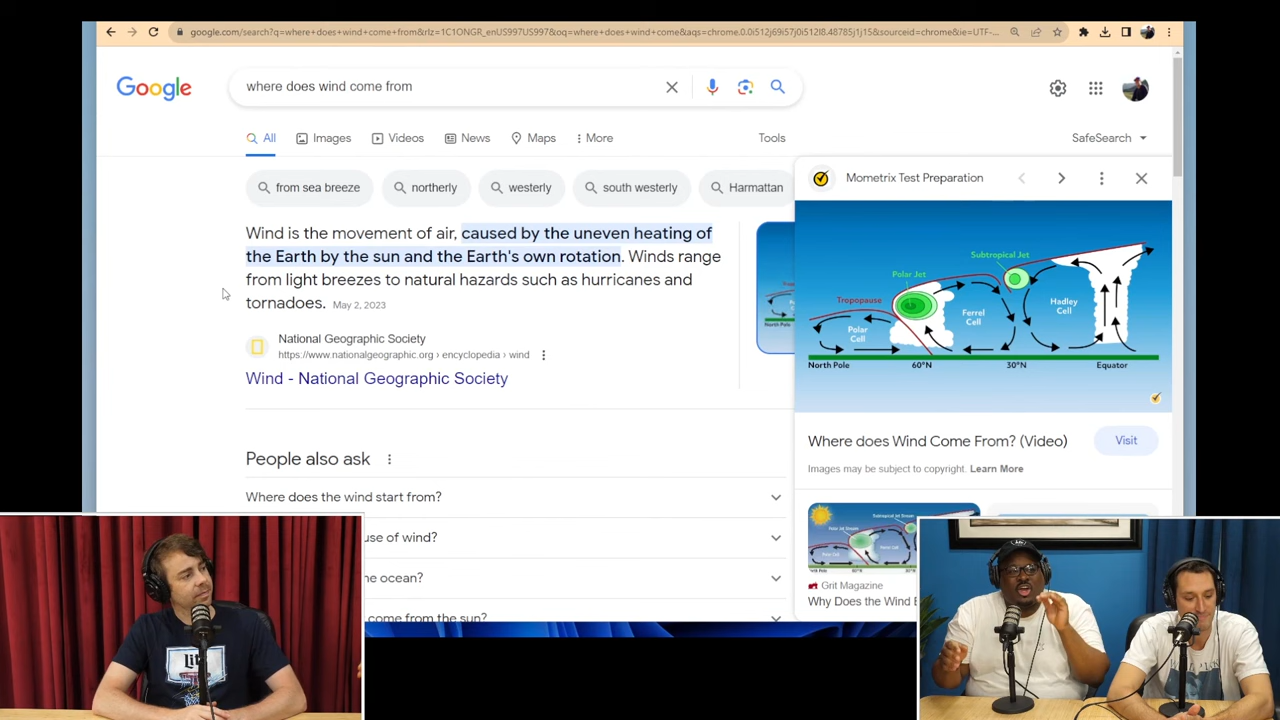 google.com/search?q=where+does+wind+come+from&rlz=1C1ONGR_enUS997US997&oq=where+does+wind+come&aqs=chrome.0.0i512j69i57j0i512l8.48785j1j15&sourceid=chrome&ie=UTF-...
Google
where does wind come from
All
Images
Videos
News
Maps
More
Tools
SafeSearch
from sea breeze
northerly
westerly
south westerly
Harmattan
Wind is the movement of air, caused by the uneven heating of
the Earth by the sun and the Earth's own rotation. Winds range
from light breezes to natural hazards such as hurricanes and
tornadoes. May 2, 2023
National Geographic Society
https://www.nationalgeographic.org › encyclopedia › wind
Wind - National Geographic Society
People also ask
Where does the wind start from?
use of wind?
he ocean?
come from the sun?
Mometrix Test Preparation
Subtropical Jet
Polar Jet
Tropopause
Polar
Cell
Ferrel
Cell
Hadley
Cell
North Pole
60°N
30°N
Equator
Where does Wind Come From? (Video)
Visit
Images may be subject to copyright. Learn More
Grit Magazine
Why Does the Wind